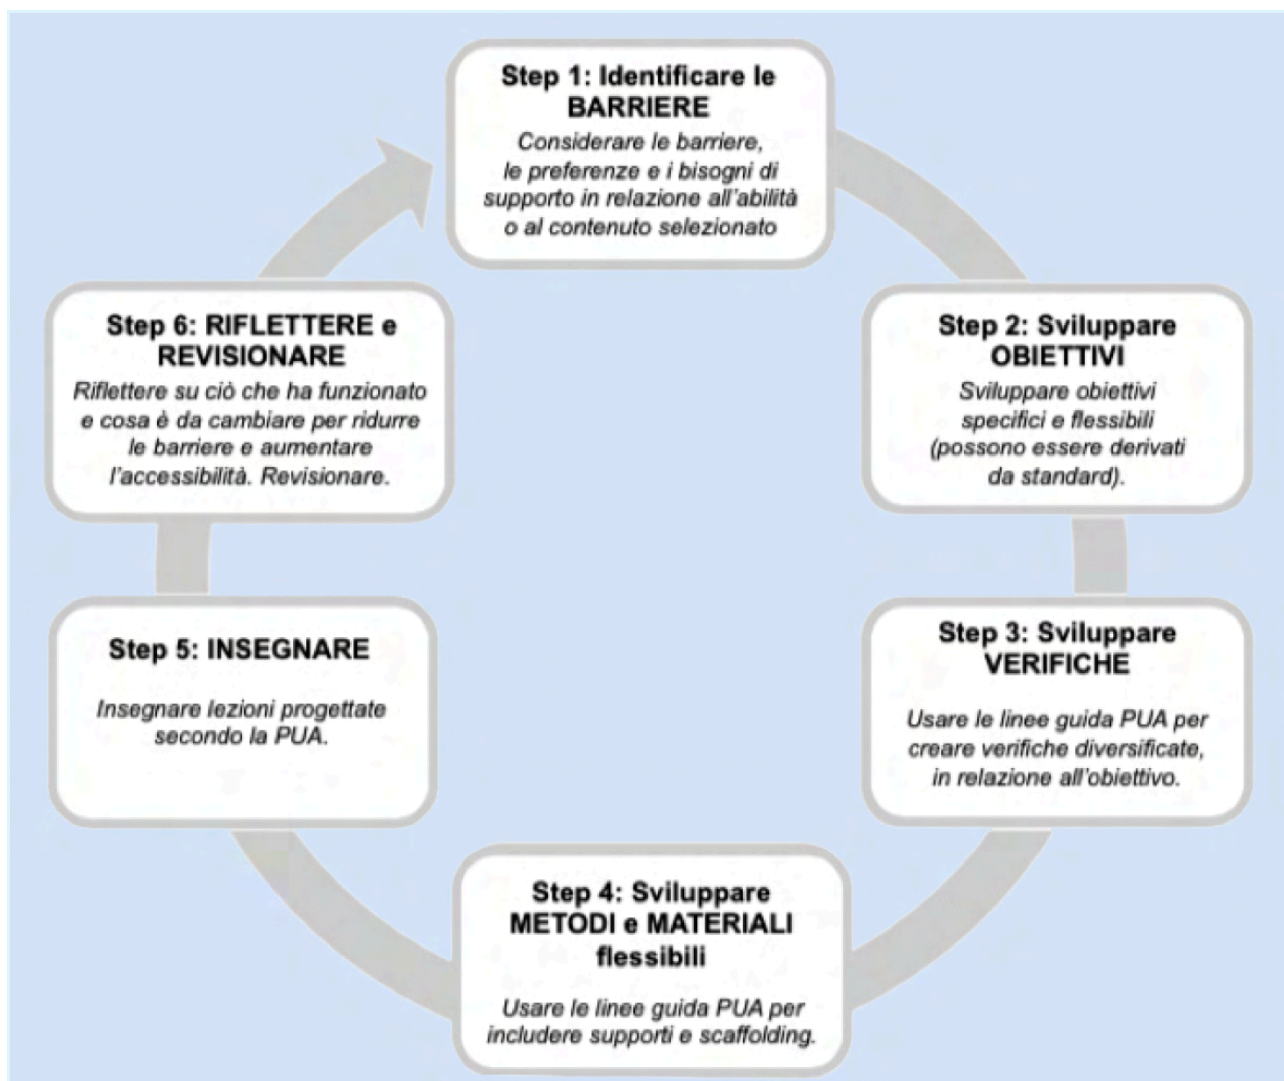 Step 1: Identificare le
BARRIERE
Considerare le barriere,
le preferenze e i bisogni di
supporto in relazione all'abilità
o al contenuto selezionato
Step 2: Sviluppare
OBIETTIVI
Sviluppare obiettivi
specifici e flessibili
(possono essere derivati
da standard).
Step 3: Sviluppare
VERIFICHE
Usare le linee guida PUA per
creare verifiche diversificate,
in relazione all'obiettivo.
Step 4: Sviluppare
METODI e MATERIALI
flessibili
Usare le linee guida PUA per
includere supporti e scaffolding.
Step 5: INSEGNARE
Insegnare lezioni progettate
secondo la PUA.
Step 6: RIFLETTERE e
REVISIONARE
Riflettere su ciò che ha funzionato
e cosa è da cambiare per ridurre
le barriere e aumentare
l'accessibilità. Revisionare.